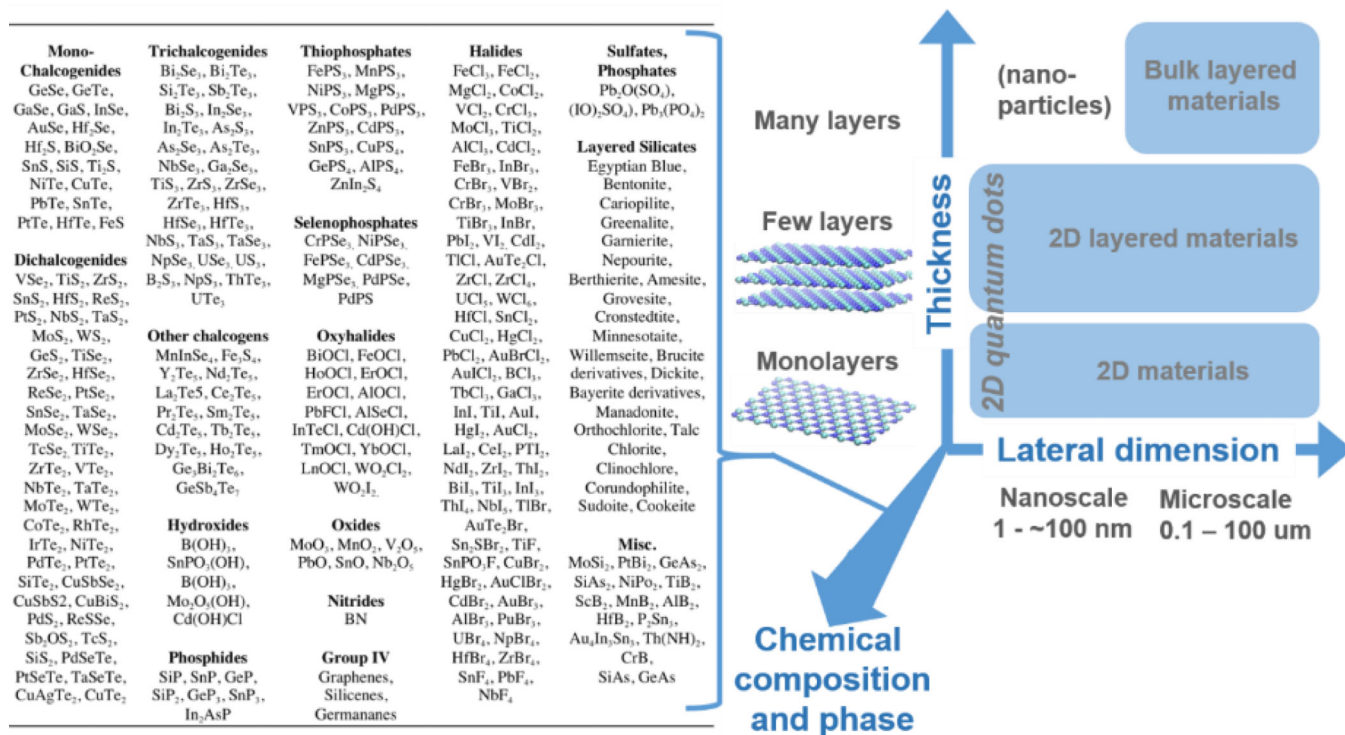 Mono-
Chalcogenides
GeSe, GeTe,
GaSe, GaS, InSe,
AuSe, Hf₂Se,
Hf₂S, BiO₂Se,
SnS, SiS, Ti₂S,
NiTe, CuTe,
PbTe, SnTe,
PtTe, HfTe, FeS
Dichalcogenides
VSe₂, TiS₂, ZrS₂,
SnS₂, HfS₂, ReS₂,
PtS₂, NbS₂, TaS₂,
MoS₂, WS₂,
GeS₂, TiSe₂,
ZrSe₂, HfSe₂,
ReSe₂, PtSe₂,
SnSe₂, TaSe₂,
MoSe₂, WSe₂,
TcSe₂, TiTe₂,
ZrTe₂, VTe₂,
NbTe₂, TaTe₂,
MoTe₂, WTe₂,
CoTe₂, RhTe₂,
IrTe₂, NiTe₂,
PdTe₂, PtTe₂,
SiTe₂, CuSbSe₂,
CuSbS2, CuBiS₂,
PdS₂, ReSSe,
Sb₂OS₂, TcS₂,
SiS₂, PdSeTe,
PtSeTe, TaSeTe,
CuAgTe₂, CuTe₂
Trichalcogenides
Bi₂Se₃, Bi₂Te₃,
Si₂Te₃, Sb₂Te₃,
Bi₂S₃, In₂Se₃,
In₂Te₃, As₂S₃,
As₂Se₃, As₂Te₃,
NbSe₃, Ga₂Se₃,
TiS₃, ZrS₃, ZrSe₃,
ZrTe₃, HfS₃,
HfSe₃, HfTe₃,
NbS₃, TaS₃, TaSe₃,
NpSe₃, USe₃, US₃,
B₂S₃, NpS₃, ThTe₃,
UTe₃
Other chalcogens
MnInSe₄, Fe₃S₄,
Y₂Te₅, Nd₂Te₅,
La₂Te5, Ce₂Te₅,
Pr₂Te₅, Sm₂Te₅,
Cd₂Te₅, Tb₂Te₅,
Dy₂Te₅, Ho₂Te₅,
Ge₃Bi₂Te₆,
GeSb₄Te₇
Hydroxides
B(OH)₃,
SnPO₃(OH),
B(OH)₃,
Mo₂O₅(OH),
Cd(OH)Cl
Phosphides
SiP, SnP, GeP,
SiP₂, GeP₃, SnP₃,
In₂AsP
Thiophosphates
FePS₃, MnPS₃,
NiPS₃, MgPS₃,
VPS₃, CoPS₃, PdPS₃,
ZnPS₃, CdPS₃,
SnPS₃, CuPS₄,
GePS₄, AlPS₄,
ZnIn₂S₄
Selenophosphates
CrPSe₃, NiPSe₃,
FePSe₃, CdPSe₃,
MgPSe₃, PdPSe,
PdPS
Oxyhalides
BiOCl, FeOCl,
HoOCl, ErOCl,
ErOCl, AlOCl,
PbFCl, AlSeCl,
InTeCl, Cd(OH)Cl,
TmOCl, YbOCl,
LnOCl, WO₂Cl₂,
WO₂I₂,
Oxides
MoO₃, MnO₂, V₂O₅,
PbO, SnO, Nb₂O₅
Nitrides
BN
Group IV
Graphenes,
Silicenes,
Germananes
Halides
FeCl₃, FeCl₂,
MgCl₂, CoCl₂,
VCl₂, CrCl₃,
MoCl₃, TiCl₂,
AlCl₃, CdCl₂,
FeBr₃, InBr₃,
CrBr₃, VBr₂,
CrBr₃, MoBr₃,
TiBr₃, InBr,
PbI₂, VI₂, CdI₂,
TlCl, AuTe₂Cl,
ZrCl, ZrCl₄,
UCl₅, WCl₆,
HfCl, SnCl₂,
CuCl₂, HgCl₂,
PbCl₂, AuBrCl₂,
AuICl₂, BCl₃,
TbCl₃, GaCl₃,
InI, TiI, AuI,
HgI₂, AuCl₂,
LaI₂, CeI₂, PTI₂,
NdI₂, ZrI₂, ThI₂,
BiI₃, TiI₃, InI₃,
ThI₄, NbI₅, TlBr,
AuTe₂Br,
Sn₂SBr₂, TiF,
SnPO₃F, CuBr₂,
HgBr₂, AuClBr₂,
CdBr₂, AuBr₃,
AlBr₃, PuBr₃,
UBr₄, NpBr₄,
HfBr₄, ZrBr₄,
SnF₄, PbF₄,
NbF₄
Sulfates,
Phosphates
Pb₂O(SO₄),
(IO)₂SO₄), Pb₃(PO₄)₂
Layered Silicates
Egyptian Blue,
Bentonite,
Cariopilite,
Greenalite,
Garnierite,
Nepourite,
Berthierite, Amesite,
Grovesite,
Cronstedtite,
Minnesotaite,
Willemseite, Brucite
derivatives, Dickite,
Bayerite derivatives,
Manadonite,
Orthochlorite, Talc
Chlorite,
Clinochlore,
Corundophilite,
Sudoite, Cookeite
Misc.
MoSi₂, PtBi₂, GeAs₂,
SiAs₂, NiPo₂, TiB₂,
ScB₂, MnB₂, AlB₂,
HfB₂, P₂Sn₃,
Au₄In₃Sn₃, Th(NH)₂,
CrB,
SiAs, GeAs
Many layers
Few layers
Monolayers
Thickness
(nano-
particles)
Bulk layered
materials
2D quantum dots
2D layered materials
2D materials
Lateral dimension
Nanoscale
1 - ~100 nm
Microscale
0.1 – 100 um
Chemical
composition
and phase